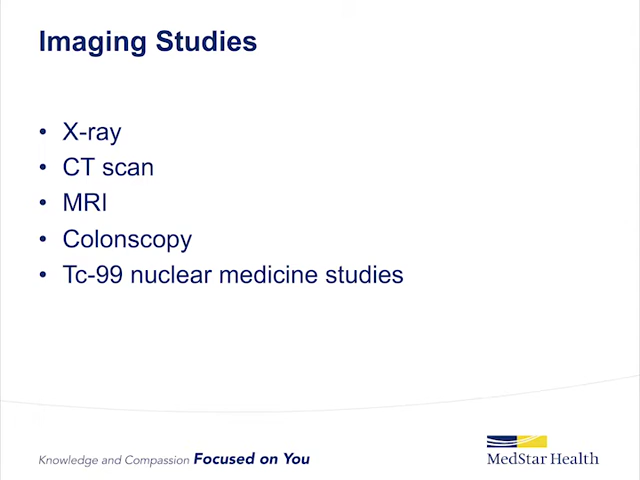 Imaging Studies
• X-ray
• CT scan
• MRI
• Colonscopy
• Tc-99 nuclear medicine studies
Knowledge and Compassion Focused on You
MedStar Health